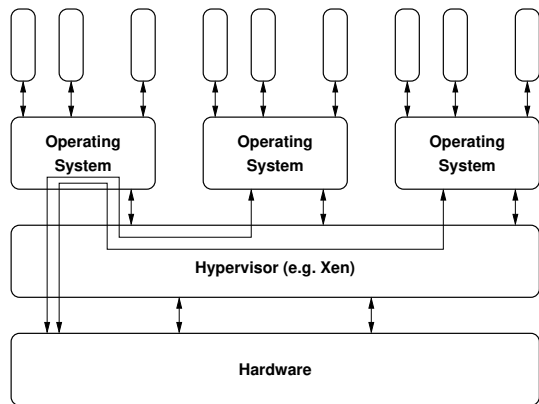 Operating
System
Operating
System
Operating
System
Hypervisor (e.g. Xen)
Hardware